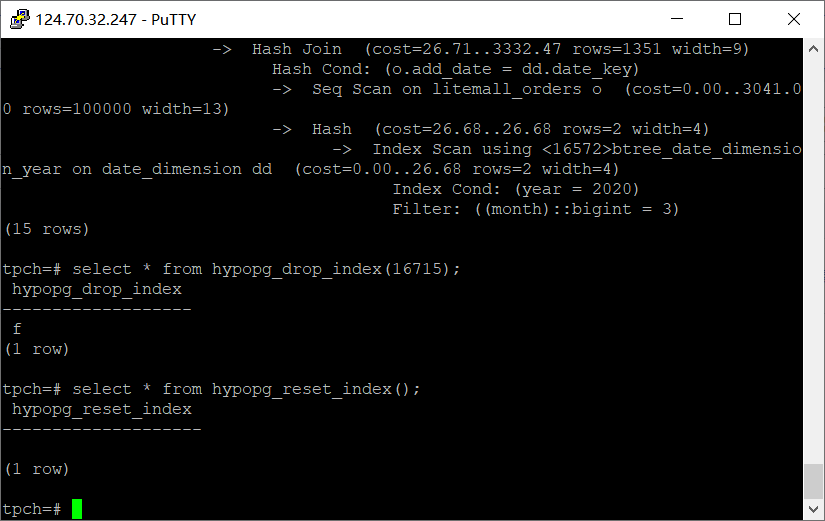 124.70.32.247 - PuTTY
-> Hash Join (cost=26.71..3332.47 rows=1351 width=9)
Hash Cond: (o.add_date = dd.date_key)
-> Seq Scan on litemall_orders o (cost=0.00..3041.0
0 rows=100000 width=13)
-> Hash (cost=26.68..26.68 rows=2 width=4)
-> Index Scan using <16572>btree_date_dimensio
n_year on date_dimension dd (cost=0.00..26.68 rows=2 width=4)
Index Cond: (year = 2020)
Filter: ((month)::bigint = 3)
(15 rows)
tpch=# select * from hypopg_drop_index(16715);
hypopg_drop_index
-------------------
f
(1 row)
tpch=# select * from hypopg_reset_index();
hypopg_reset_index
--------------------
(1 row)
tpch=#